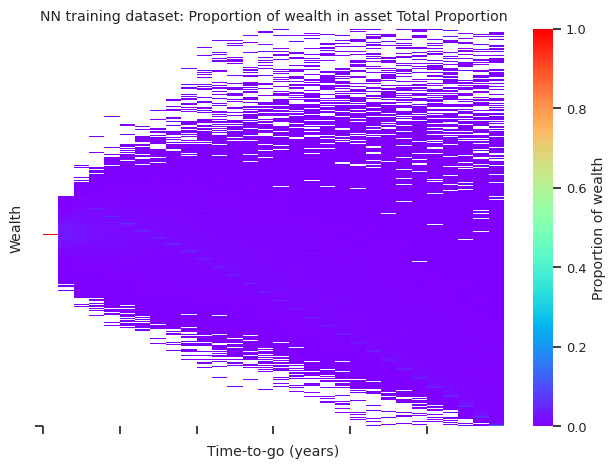 NN training dataset: Proportion of wealth in asset Total Proportion
Wealth
Time-to-go (years)
1.0
0.8
0.6
0.4
0.2
0.0
Proportion of wealth